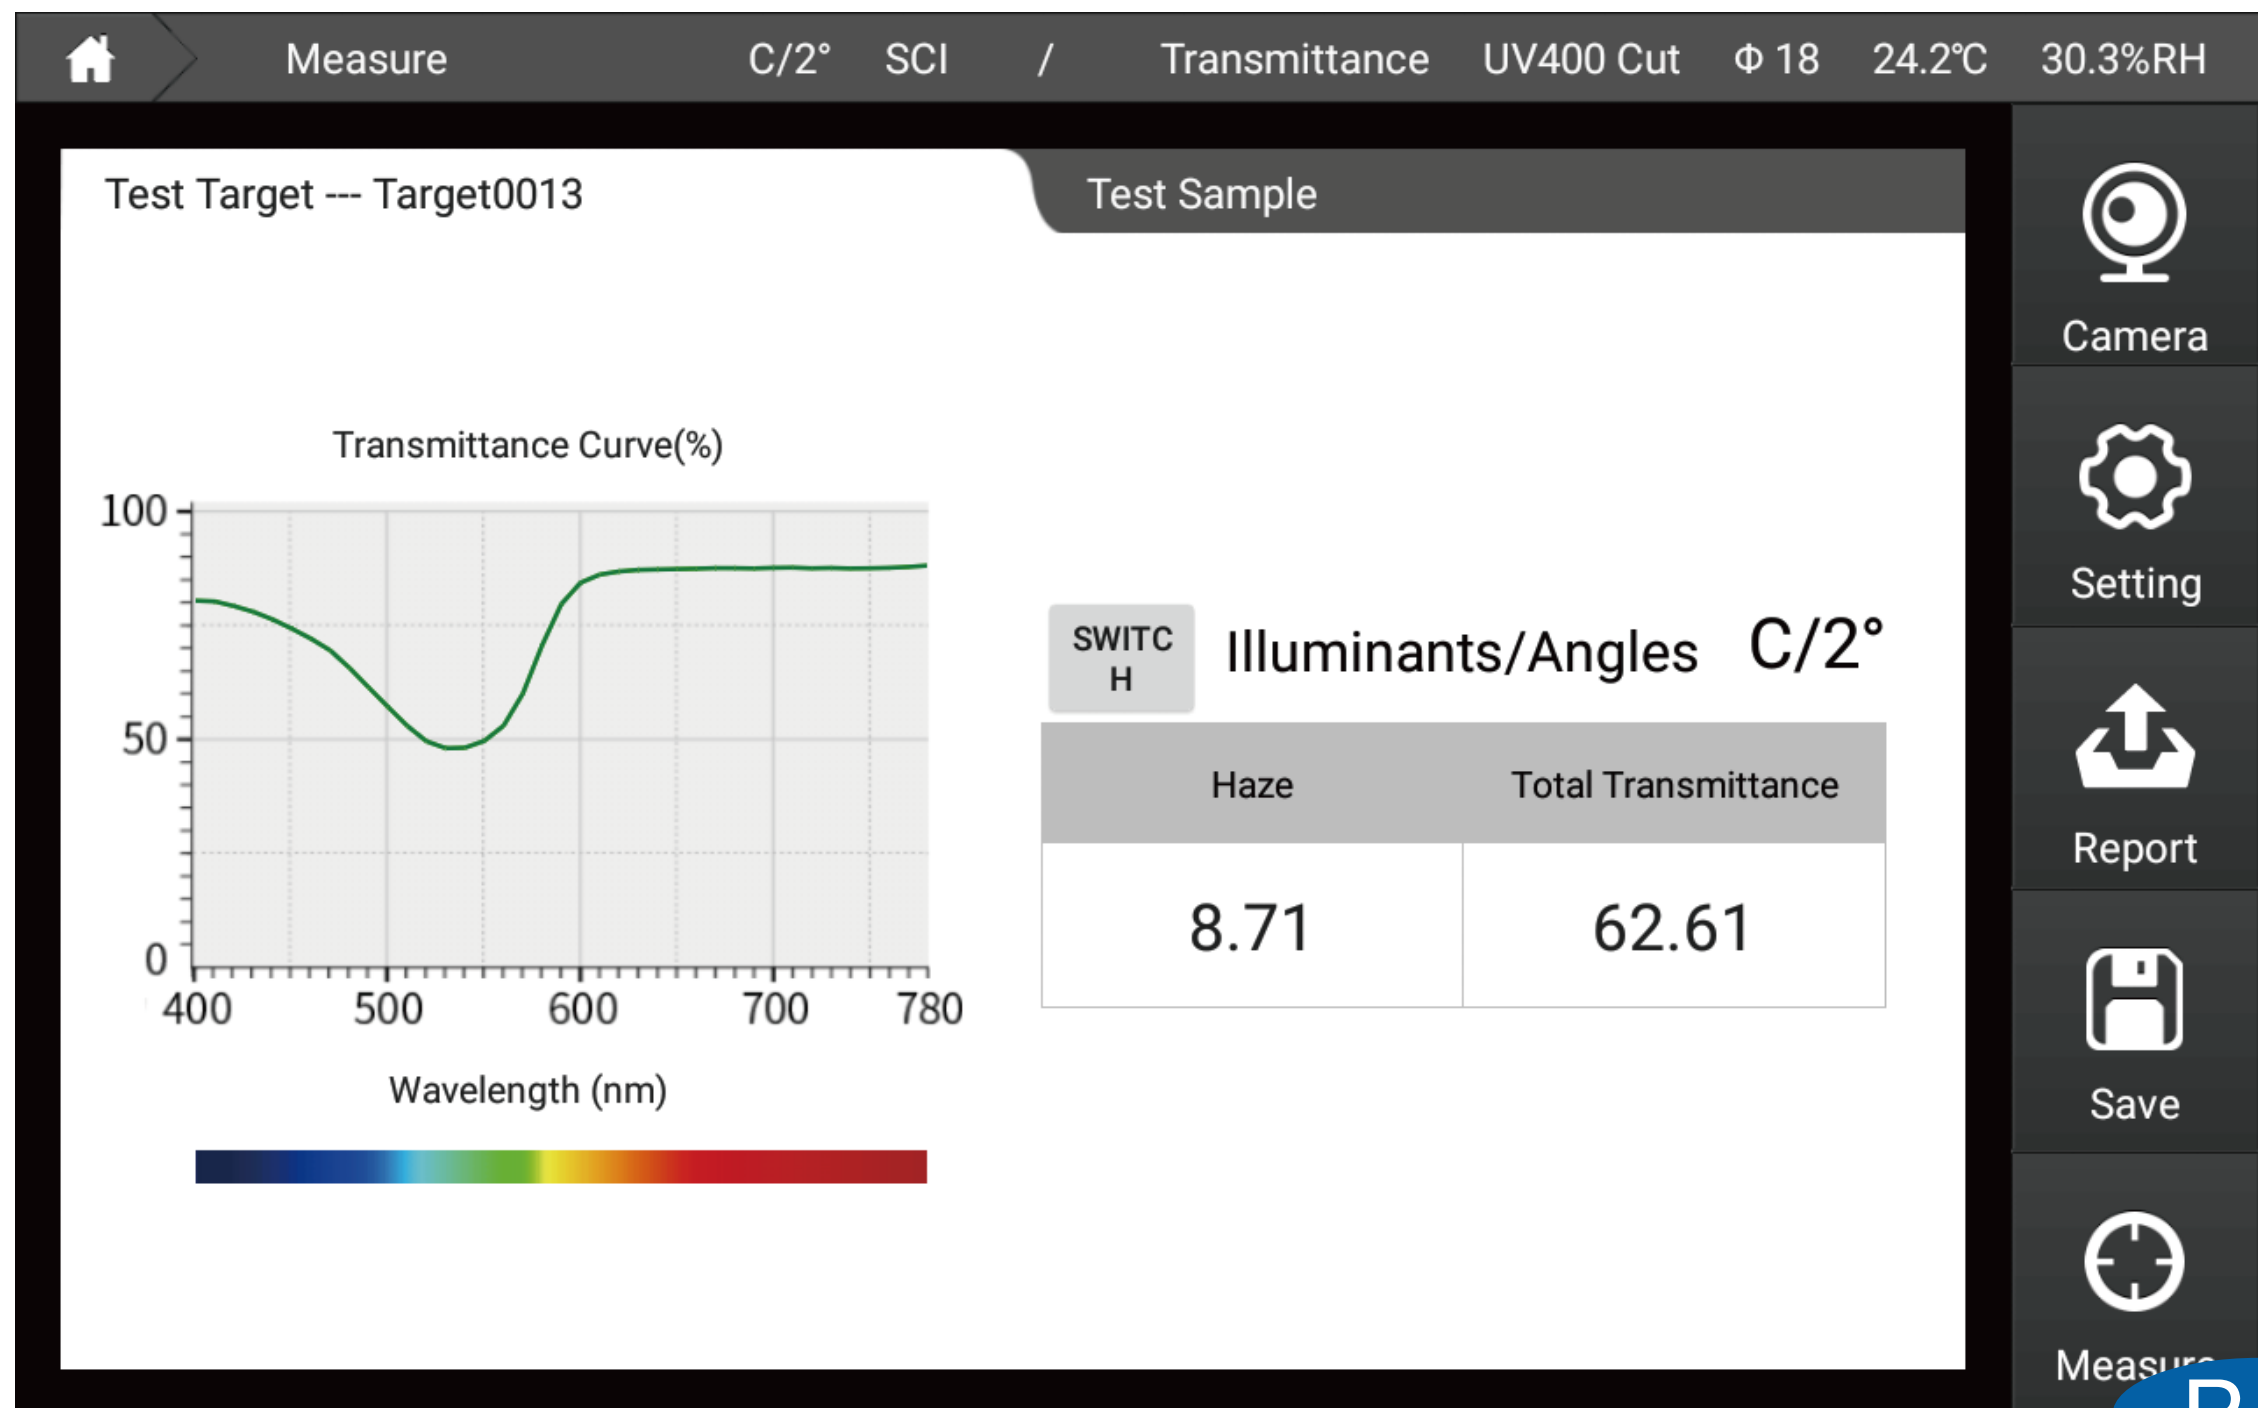 Measure C/2° SCI / Transmittance UV400 Cut Φ 18 24.2℃ 30.3%RH
Test Target --- Target0013
Test Sample
Camera
Setting
Report
Save
Measure
Transmittance Curve(%)
100
50
0
400 500 600 700 780
Wavelength (nm)
SWITC
H
Illuminants/Angles C/2°
Haze Total Transmittance
8.71 62.61